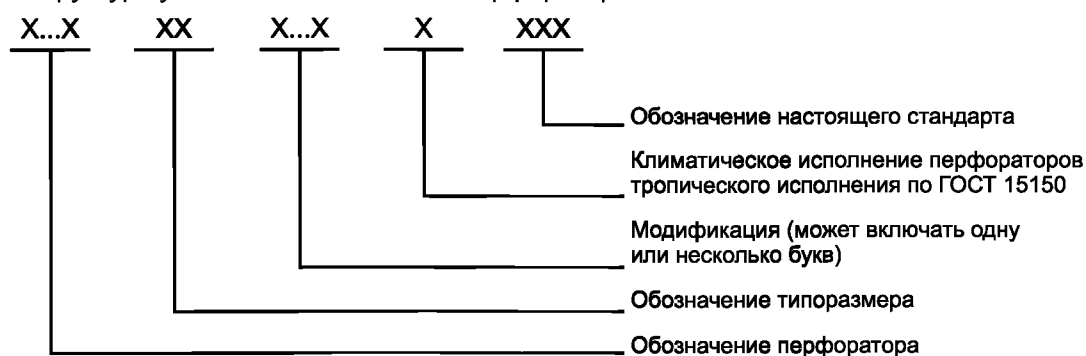 Х...Х ХХ Х...Х Х ХХХ
Обозначение настоящего стандарта
Климатическое исполнение перфораторов
тропического исполнения по ГОСТ 15150
Модификация (может включать одну
или несколько букв)
Обозначение типоразмера
Обозначение перфоратора